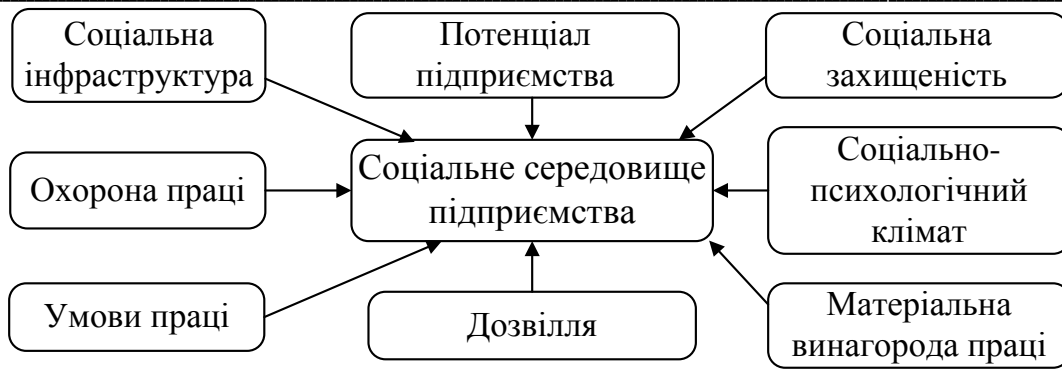 Соціальна
інфраструктура
Потенціал
підприємства
Соціальна
захищеність
Охорона праці
Соціальне середовище
підприємства
Соціально-
психологічний
клімат
Умови праці
Дозвілля
Матеріальна
винагорода праці